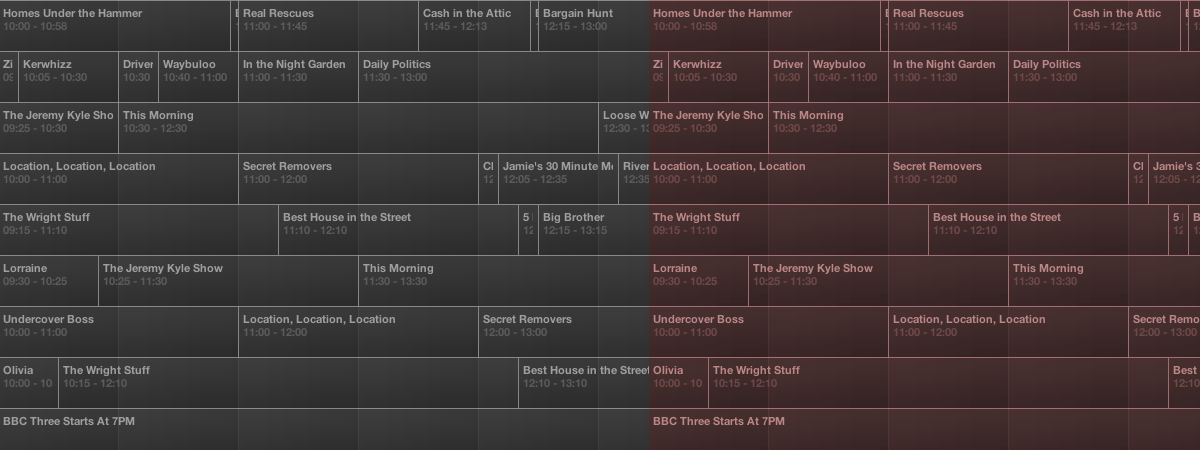 Homes Under the Hammer Real Rescues Cash in the Attic Bargain Hunt Homes Under the Hammer Real Rescues Cash in the Attic
10:00 - 10:58 11:00 - 11:45 11:45 - 12:13 12:15 - 13:00 10:00 - 10:58 11:00 - 11:45 11:45 - 12:13
Zi Kerwhizz Driver Waybuloo In the Night Garden Daily Politics Zi Kerwhizz Driver Waybuloo In the Night Garden Daily Politics
10:05 - 10:30 10:30 10:40 - 11:00 11:00 - 11:30 11:30 - 13:00 10:05 - 10:30 10:30 10:40 - 11:00 11:00 - 11:30 11:30 - 13:00
The Jeremy Kyle Sho This Morning Loose W The Jeremy Kyle Sho This Morning
09:25 - 10:30 10:30 - 12:30 12:30 - 13 09:25 - 10:30 10:30 - 12:30
Location, Location, Location Secret Removers Cl Jamie's 30 Minute Me River Location, Location, Location Secret Removers Cl Jamie's 3
10:00 - 11:00 11:00 - 12:00 12 12:05 - 12:35 12:35 10:00 - 11:00 11:00 - 12:00 12 12:05 - 12
The Wright Stuff Best House in the Street 5 Big Brother The Wright Stuff Best House in the Street 5
09:15 - 11:10 11:10 - 12:10 12 12:15 - 13:15 09:15 - 11:10 11:10 - 12:10 12
Lorraine The Jeremy Kyle Show This Morning Lorraine The Jeremy Kyle Show This Morning
09:30 - 10:25 10:25 - 11:30 11:30 - 13:30 09:30 - 10:25 10:25 - 11:30 11:30 - 13:30
Undercover Boss Location, Location, Location Secret Removers Undercover Boss Location, Location, Location Secret Remo
10:00 - 11:00 11:00 - 12:00 12:00 - 13:00 10:00 - 11:00 11:00 - 12:00 12:00 - 13:00
Olivia The Wright Stuff Best House in the Street Olivia The Wright Stuff Best
10:00 - 10 10:15 - 12:10 12:10 - 13:10 10:00 - 10 10:15 - 12:10 12:10
BBC Three Starts At 7PM BBC Three Starts At 7PM